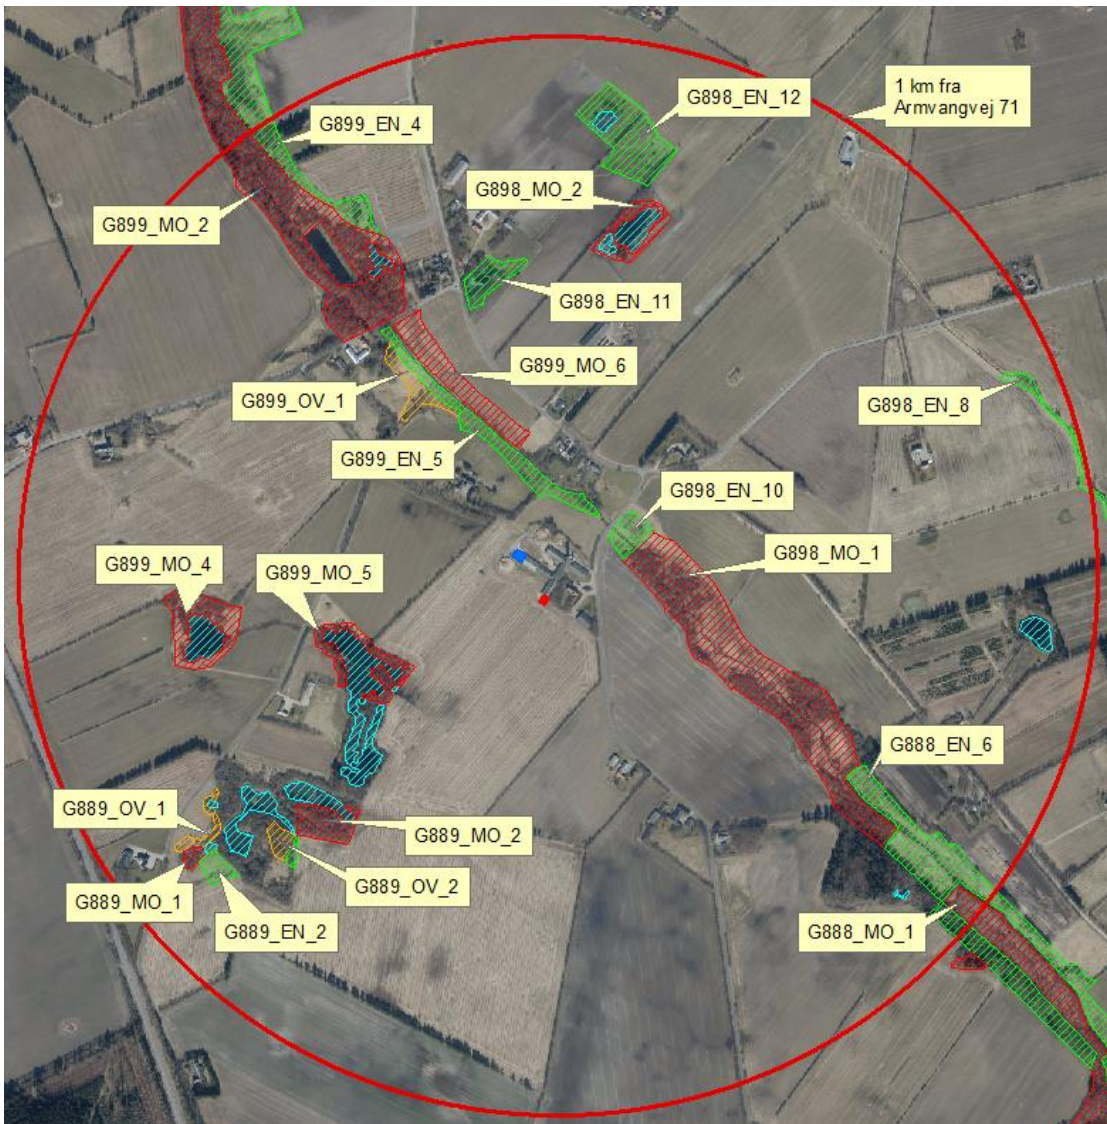 1 km fra
Armvangvej 71
G898_EN_12
G899_EN_4
G898_MO_2
G899_MO_2
G898_EN_11
G899_MO_6
G899_OV_1
G898_EN_8
G899_EN_5
G898_EN_10
G899_MO_4
G899_MO_5
G898_MO_1
G888_EN_6
G889_OV_1
G889_MO_2
G889_OV_2
G889_MO_1
G889_EN_2
G888_MO_1